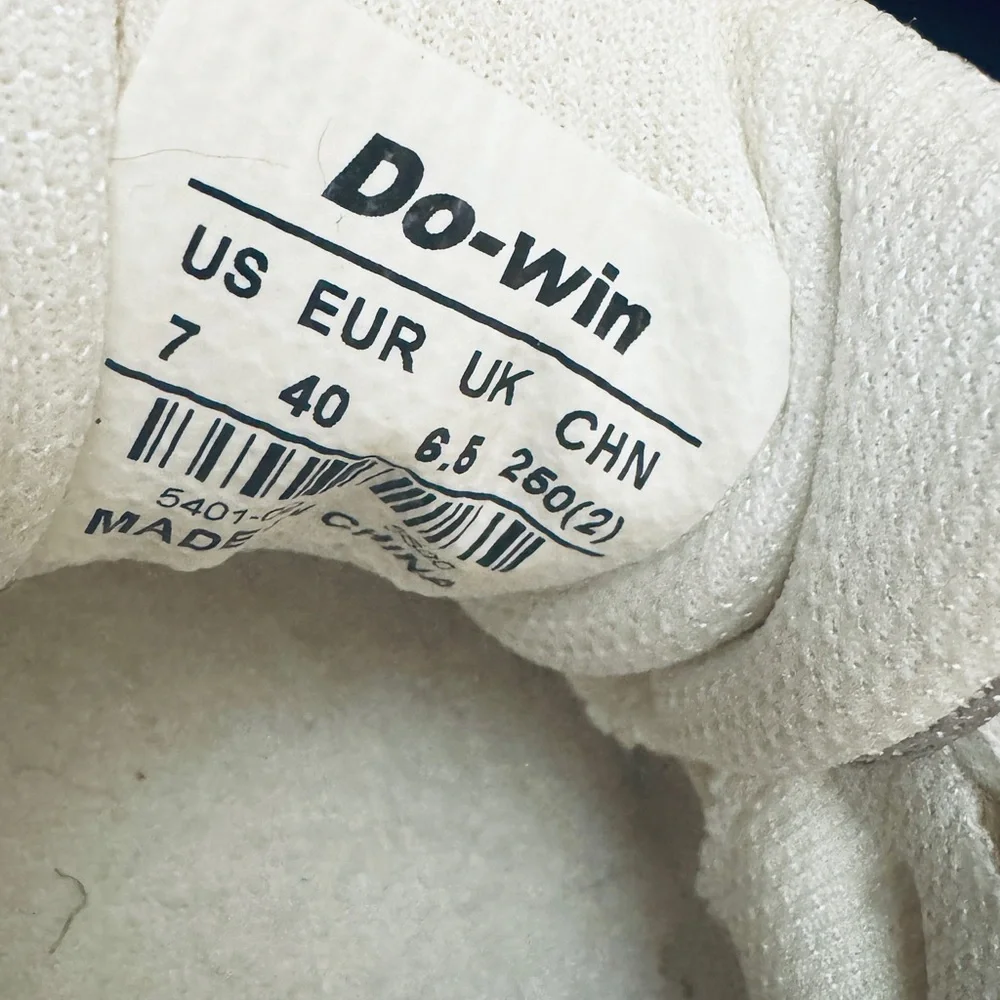 Do-win
US EUR UK CHN
7 40 6.5 250(2)
MADE CHINA